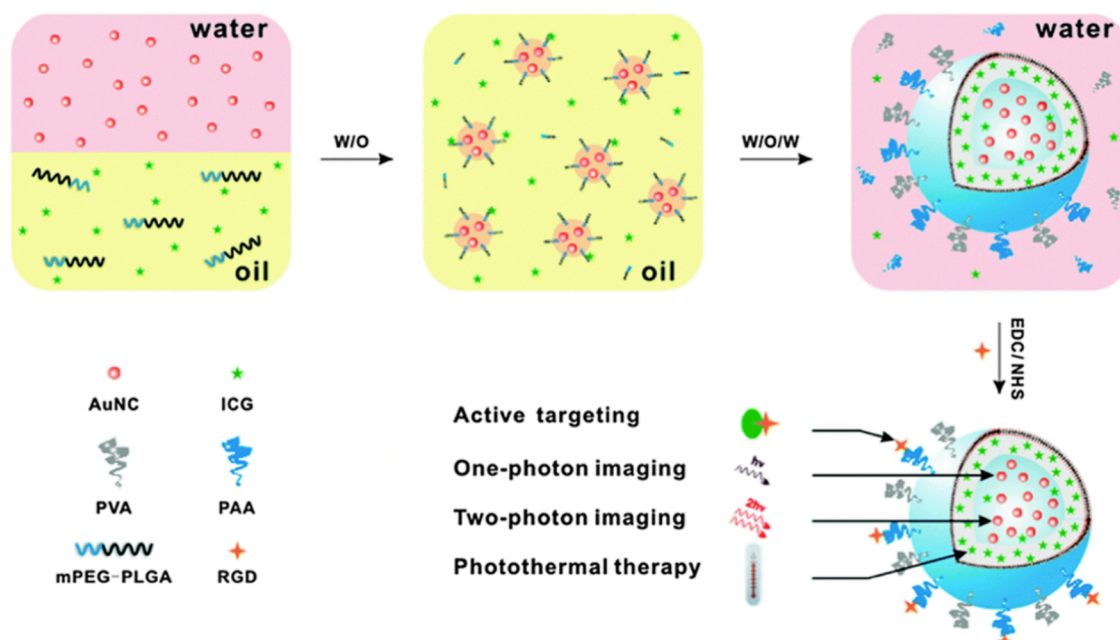 water
oil
W/O
oil
W/O/W
water
EDC/NHS
AuNC
ICG
PVA
PAA
mPEG-PLGA
RGD
Active targeting
One-photon imaging
hν
Two-photon imaging
2hν
Photothermal therapy